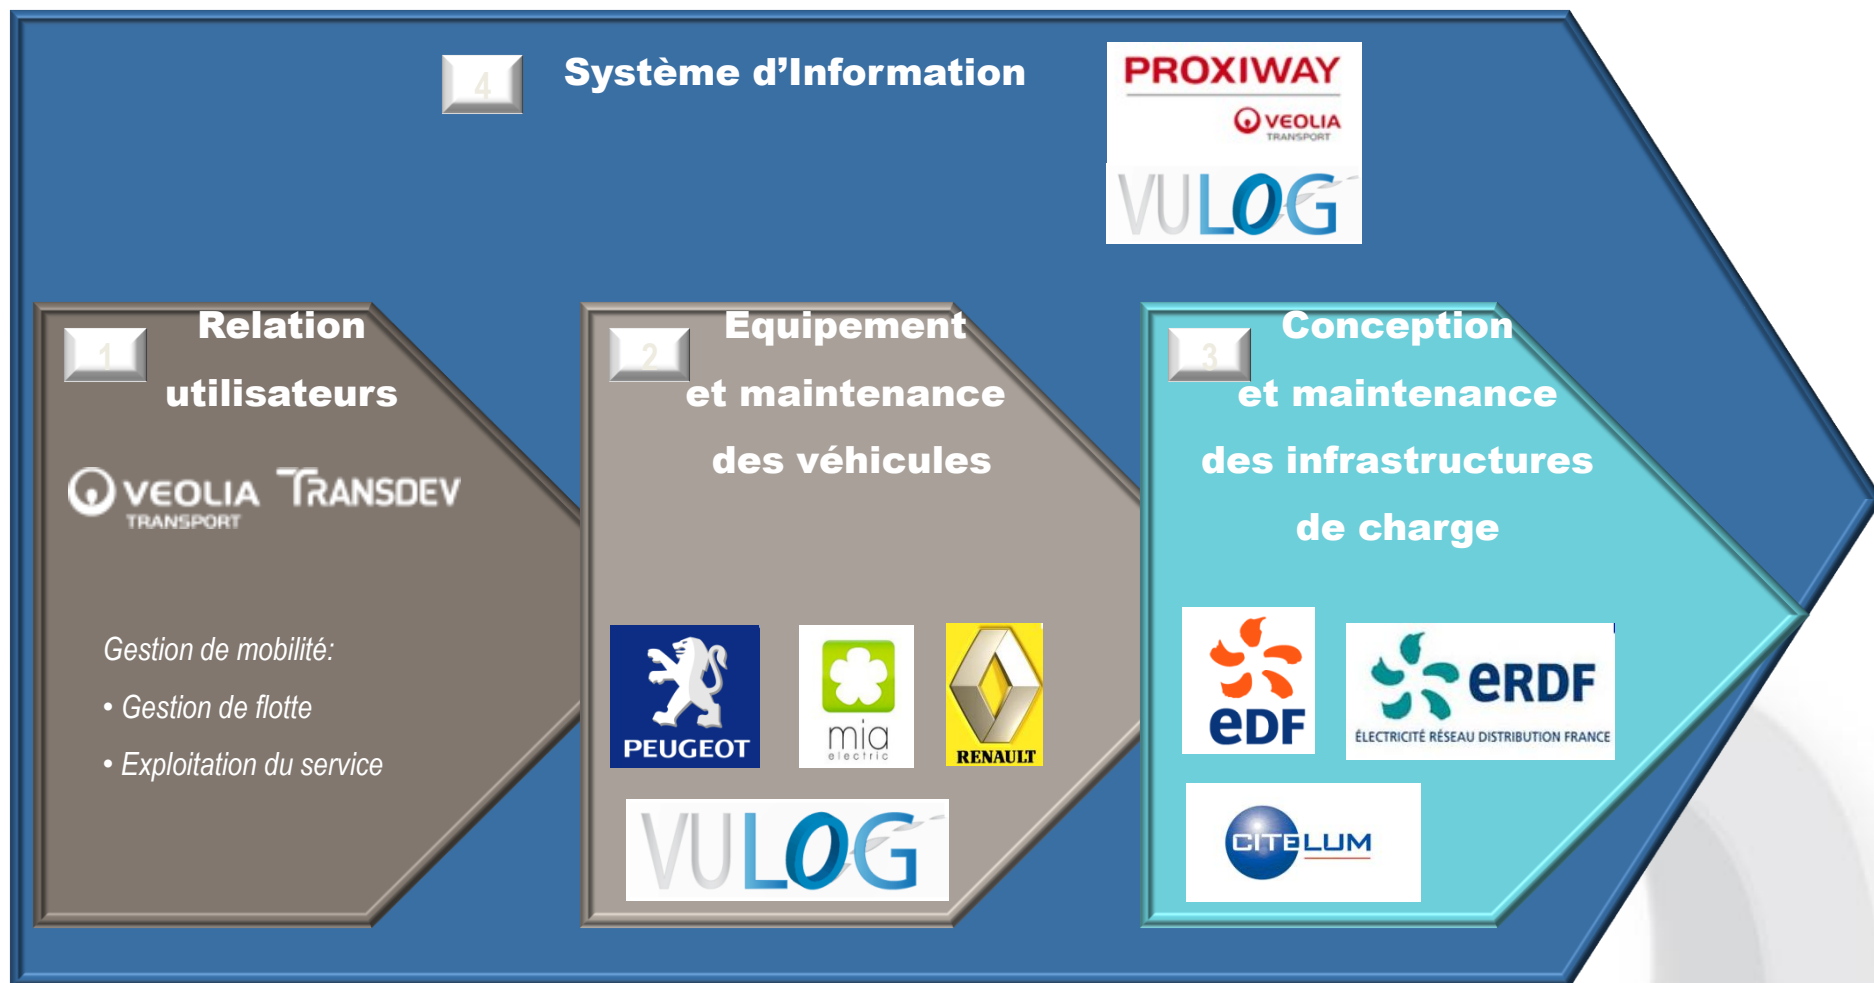 4
Système d’Information
PROXIWAY
VEOLIA
TRANSPORT
VULOG
1
Relation
utilisateurs
VEOLIA
TRANSPORT
TRANSDEV
Gestion de mobilité:
• Gestion de flotte
• Exploitation du service
2
Equipement
et maintenance
des véhicules
PEUGEOT
mia
electric
RENAULT
VULOG
3
Conception
et maintenance
des infrastructures
de charge
eDF
eRDF
ÉLECTRICITÉ RÉSEAU DISTRIBUTION FRANCE
CITELUM